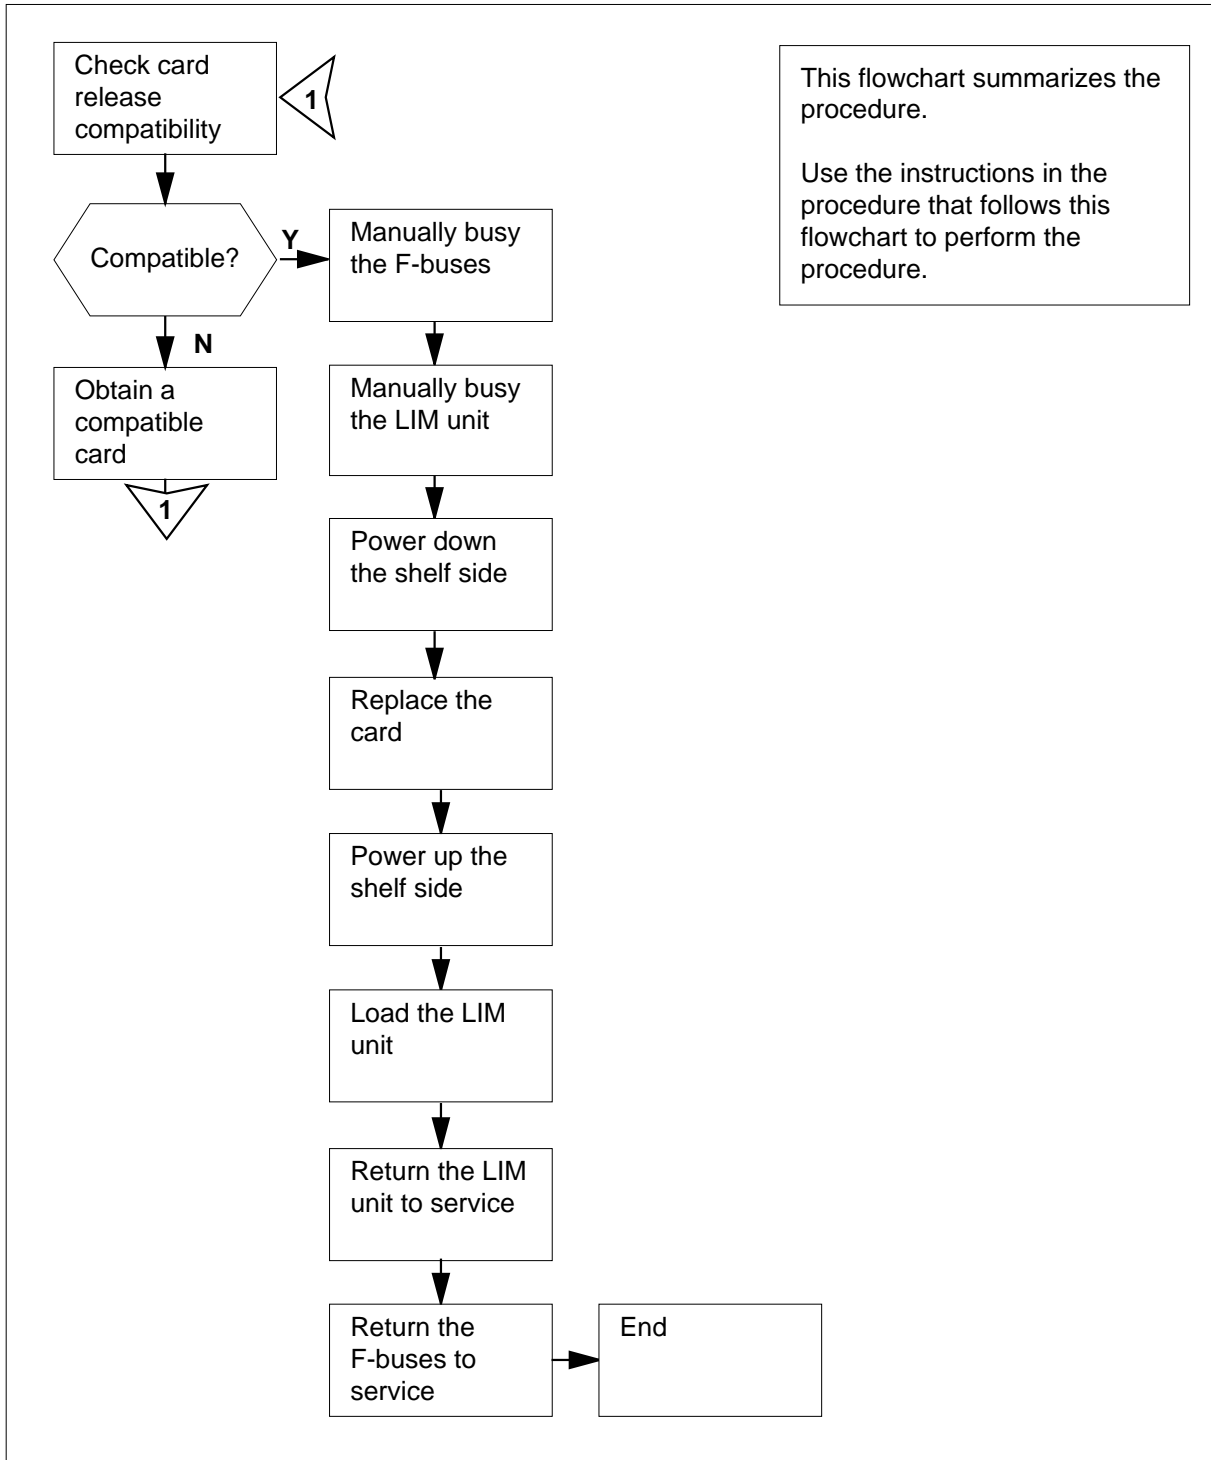 Check card
release
compatibility
1
This flowchart summarizes the
procedure.
Use the instructions in the
procedure that follows this
flowchart to perform the
procedure.
Compatible?
Y
Manually busy
the F-buses
N
Obtain a
compatible
card
1
Manually busy
the LIM unit
Power down
the shelf side
Replace the
card
Power up the
shelf side
Load the LIM
unit
Return the LIM
unit to service
Return the
F-buses to
service
End